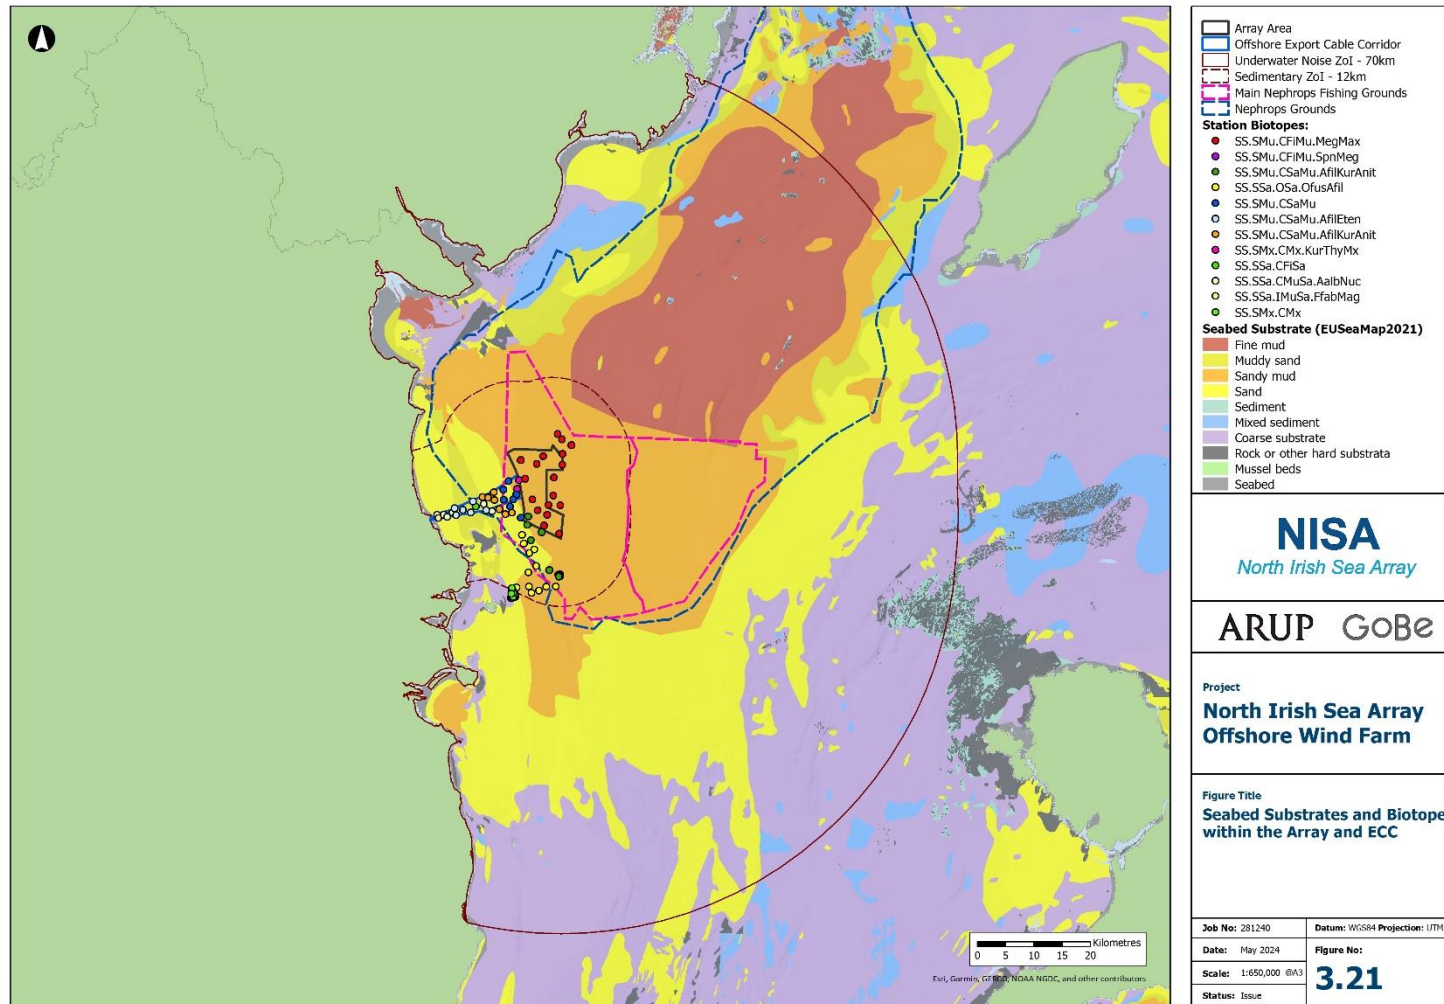 Array Area
Offshore Export Cable Corridor
Underwater Noise ZoI - 70km
Sedimentary ZoI - 12km
Main Nephrops Fishing Grounds
Nephrops Grounds
Station Biotopes:
SS.SMu.CFiMu.MegMax
SS.SMu.CFiMu.SpnMeg
SS.SMu.CSaMu.AfilKurAnit
SS.SSa.OSa.OfusAfil
SS.SMu.CSaMu
SS.SMu.CSaMu.AfilEten
SS.SMu.CSaMu.AfilKurAnit
SS.SMx.CMx.KurThyMx
SS.SSa.CFiSa
SS.SSa.CMuSa.AalbNuc
SS.SSa.IMuSa.FfabMag
SS.SMx.CMx
Seabed Substrate (EUSeaMap2021)
Fine mud
Muddy sand
Sandy mud
Sand
Sediment
Mixed sediment
Coarse substrate
Rock or other hard substrata
Mussel beds
Seabed
NISA
North Irish Sea Array
ARUP GoBe
Project
North Irish Sea Array
Offshore Wind Farm
Figure Title
Seabed Substrates and Biotope
within the Array and ECC
Job No: 281240 Datum: WGS84 Projection: UTM
Date: May 2024 Figure No:
Scale: 1:650,000 @A3 3.21
Status: Issue
Kilometres
0 5 10 20
Esri, Garmin, GEBCO, NOAA NGDC, and other contributors